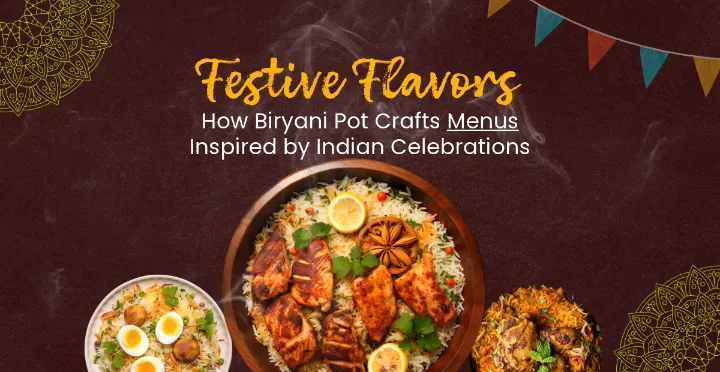 Festive Flavors
How Biryani Pot Crafts Menus
Inspired by Indian Celebrations